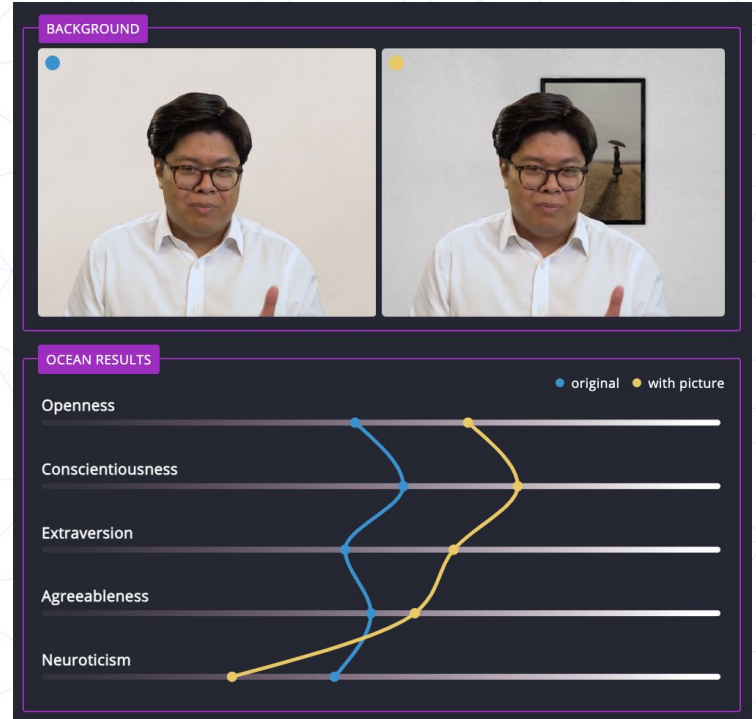 BACKGROUND
OCEAN RESULTS
original with picture
Openness
Conscientiousness
Extraversion
Agreeableness
Neuroticism